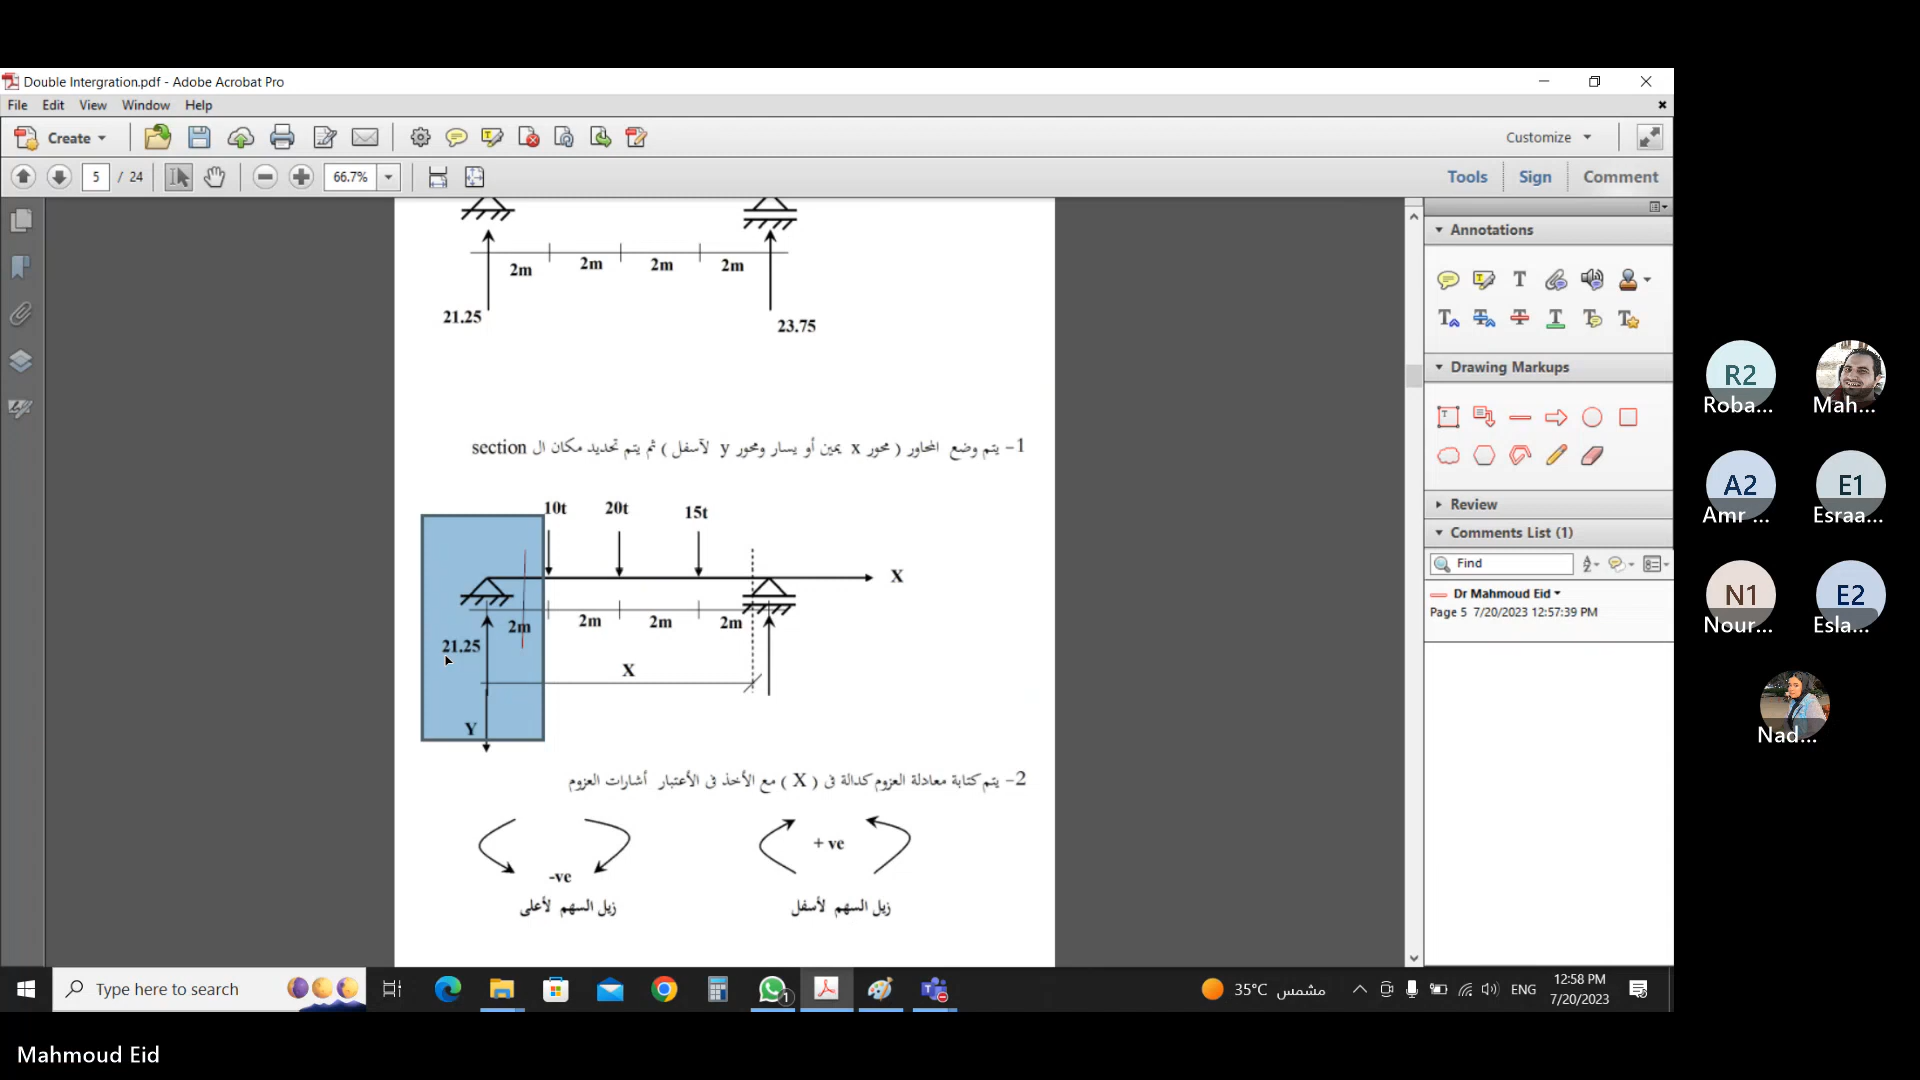 Double Intergration.pdf - Adobe Acrobat Pro
File Edit View Window Help
Create
Customize
5 / 24
66.7%
Tools Sign Comment
2m 2m 2m 2m
21.25
23.75
1- يتم وضع المحاور ( محور x يمين أو يسار ومحور y لأسفل ) ثم يتم تحديد مكان ال section
10t 20t 15t
X
2m 2m 2m 2m
21.25
X
Y
2- يتم كتابة معادلة العزوم كدالة فى ( X ) مع الأخذ فى الأعتبار أشارات العزوم
-ve
+ ve
زيل السهم لأعلى
زيل السهم لأسفل
Annotations
Drawing Markups
Review
Comments List (1)
Find
Dr Mahmoud Eid
Page 5 7/20/2023 12:57:39 PM
R2
Roba...
Mah...
A2
Amr ...
E1
Esraa...
N1
Nour...
E2
Esla...
Nad...
Type here to search
1
35°C مشمس
ENG
12:58 PM
7/20/2023
Mahmoud Eid